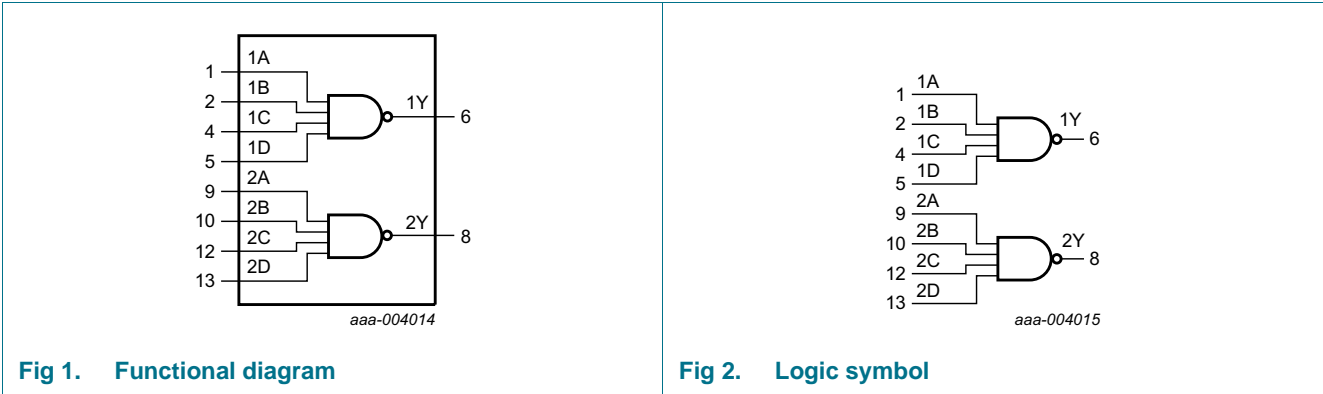 1A
1
1B
2
1Y
6
1C
4
1D
5
2A
9
2B
10
2Y
8
2C
12
2D
13
aaa-004014
Fig 1. Functional diagram
1A
1
1B
2
1Y
6
1C
4
1D
5
2A
9
2B
10
2Y
8
2C
12
2D
13
aaa-004015
Fig 2. Logic symbol